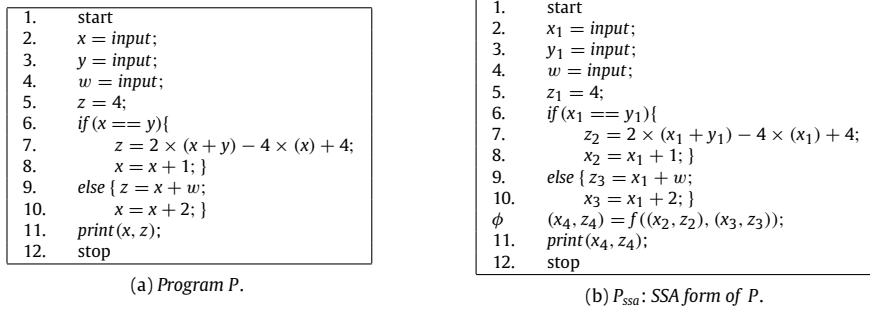 1. start
2. x = input;
3. y = input;
4. w = input;
5. z = 4;
6. if(x == y){
7. z = 2 × (x + y) − 4 × (x) + 4;
8. x = x + 1; }
9. else { z = x + w;
10. x = x + 2; }
11. print(x, z);
12. stop
(a) Program P.
1. start
2. x₁ = input;
3. y₁ = input;
4. w = input;
5. z₁ = 4;
6. if(x₁ == y₁){
7. z₂ = 2 × (x₁ + y₁) − 4 × (x₁) + 4;
8. x₂ = x₁ + 1; }
9. else { z₃ = x₁ + w;
10. x₃ = x₁ + 2; }
ϕ (x₄, z₄) = f((x₂, z₂), (x₃, z₃));
11. print(x₄, z₄);
12. stop
(b) Pₛₛₐ: SSA form of P.